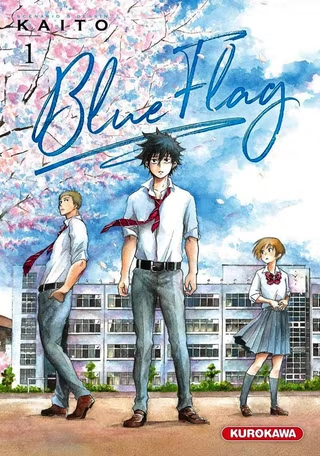 KAITO
1
Blue Flag
KUROKAWA